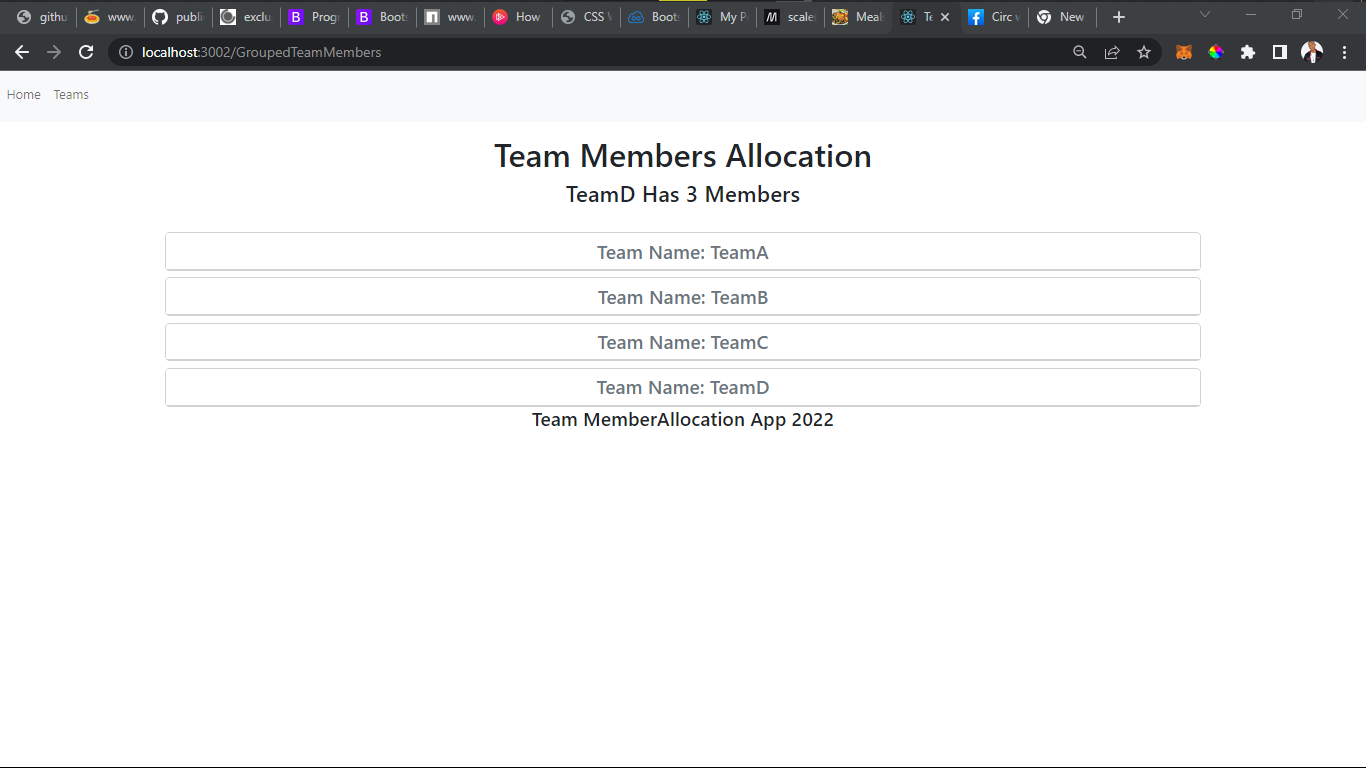 githu www. publi exclu Progr Boots www. How CSS Boots My P scale Meal Te Circ New
localhost:3002/GroupedTeamMembers
Home Teams
Team Members Allocation
TeamD Has 3 Members
Team Name: TeamA
Team Name: TeamB
Team Name: TeamC
Team Name: TeamD
Team MemberAllocation App 2022